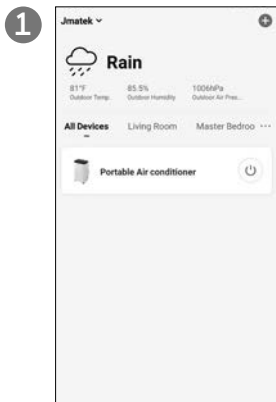 1
Jmatek
Rain
81°F 85.5% 1006hPa
Outdoor Temp. Outdoor Humidity Outdoor Air Pres...
All Devices Living Room Master Bedroo ...
Portable Air conditioner